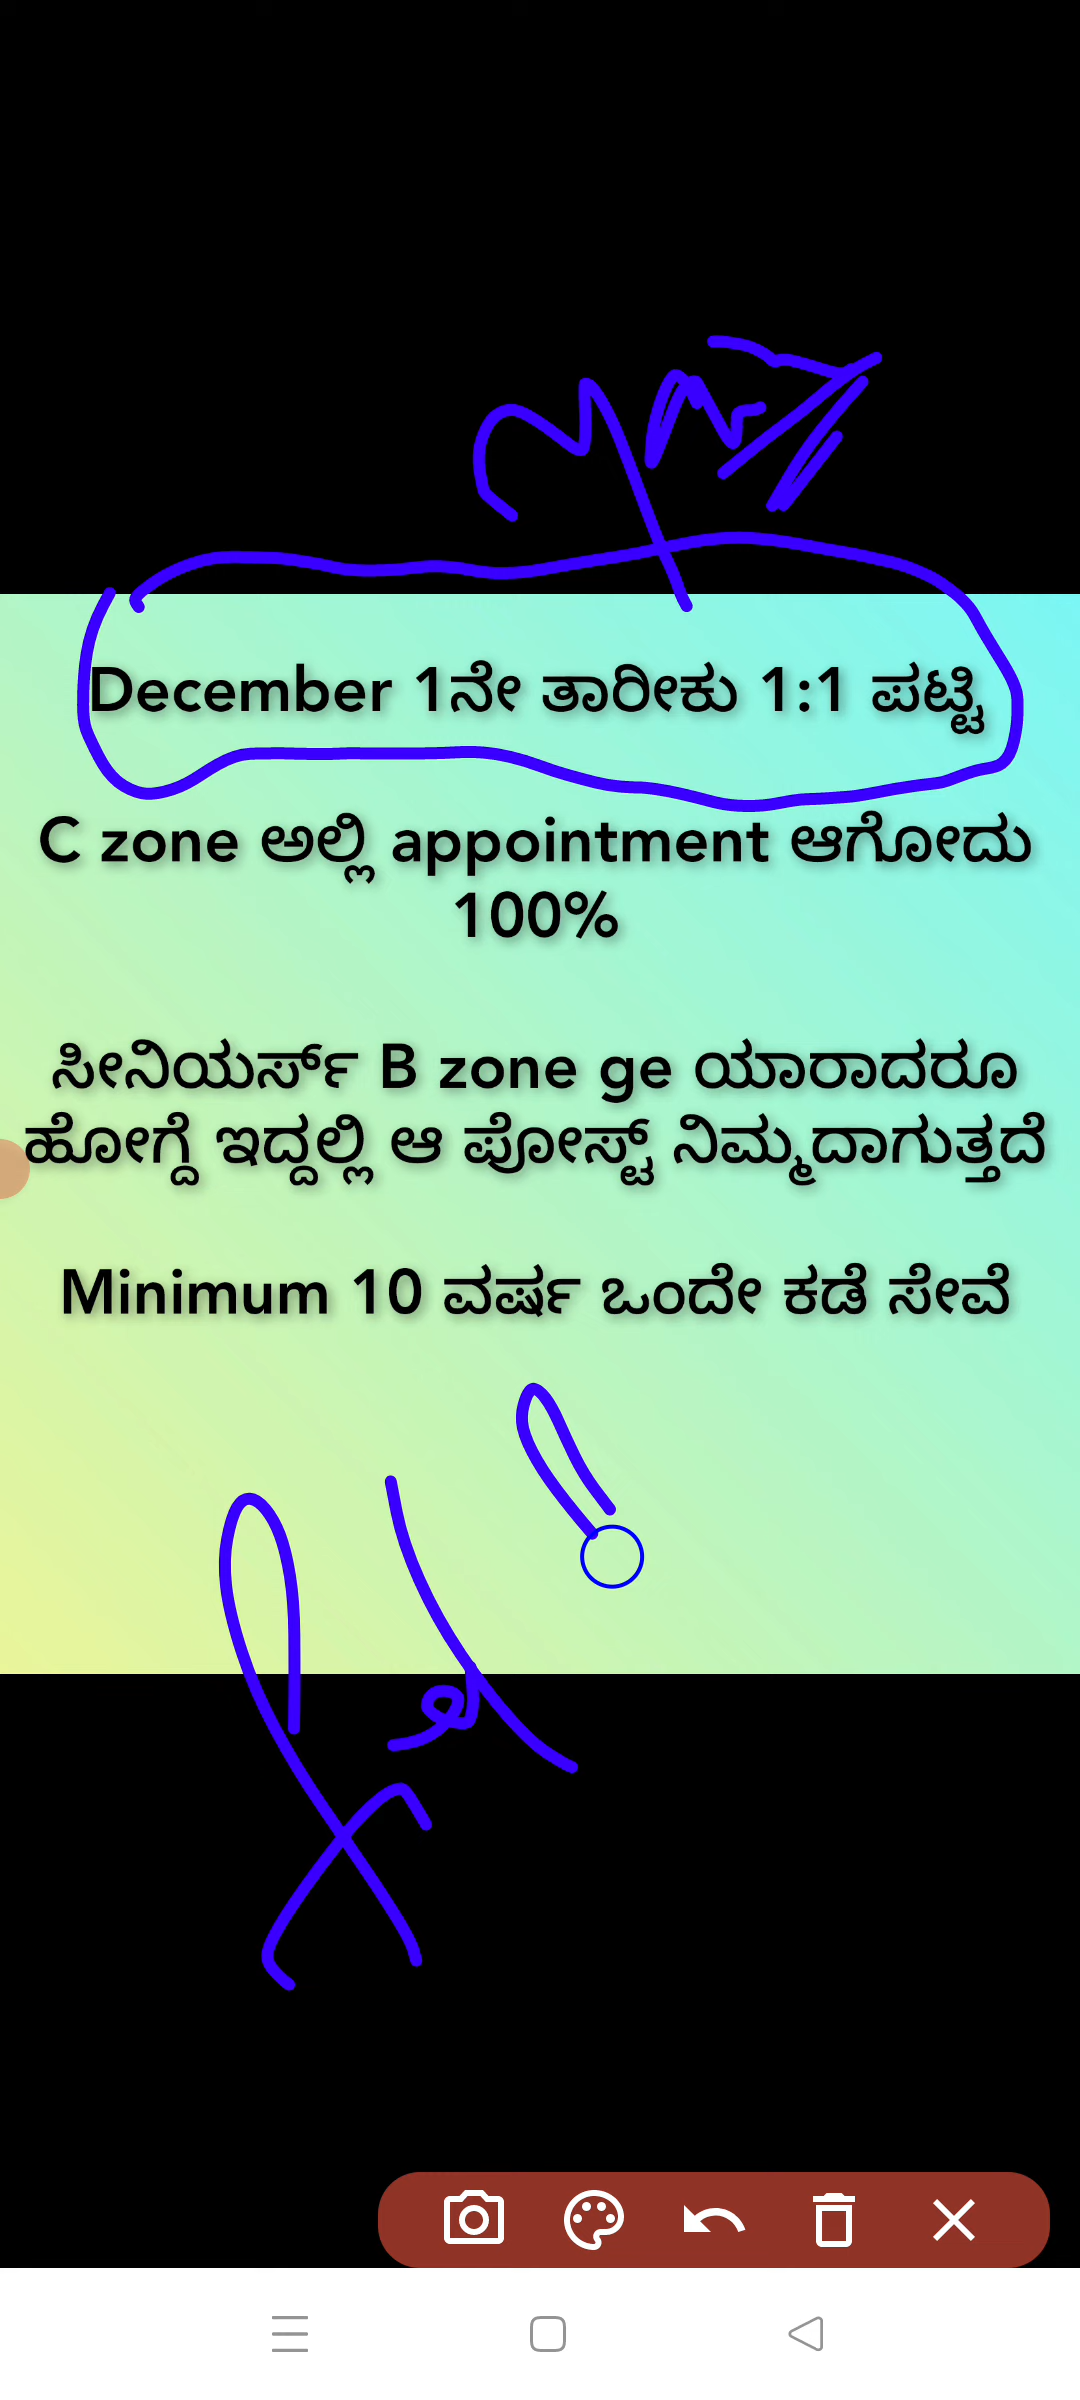 December 1ನೇ ತಾರೀಕು 1:1 ಪಟ್ಟಿ
C zone ಅಲ್ಲಿ appointment ಆಗೋದು
100%
ಸೀನಿಯರ್ಸ್ B zone ge ಯಾರಾದರೂ
ಹೋಗ್ದೆ ಇದ್ದಲ್ಲಿ ಆ ಪೋಸ್ಟ್ ನಿಮ್ಮದಾಗುತ್ತದೆ
Minimum 10 ವರ್ಷ ಒಂದೇ ಕಡೆ ಸೇವೆ